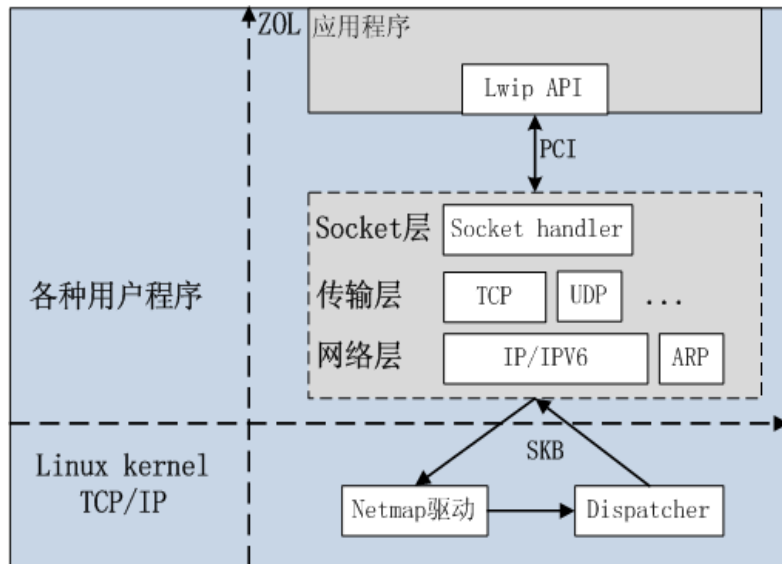 ZOL 应用程序
Lwip API
PCI
Socket层 Socket handler
各种用户程序
传输层 TCP UDP ...
网络层 IP/IPV6 ARP
Linux kernel
TCP/IP
SKB
Netmap驱动 Dispatcher